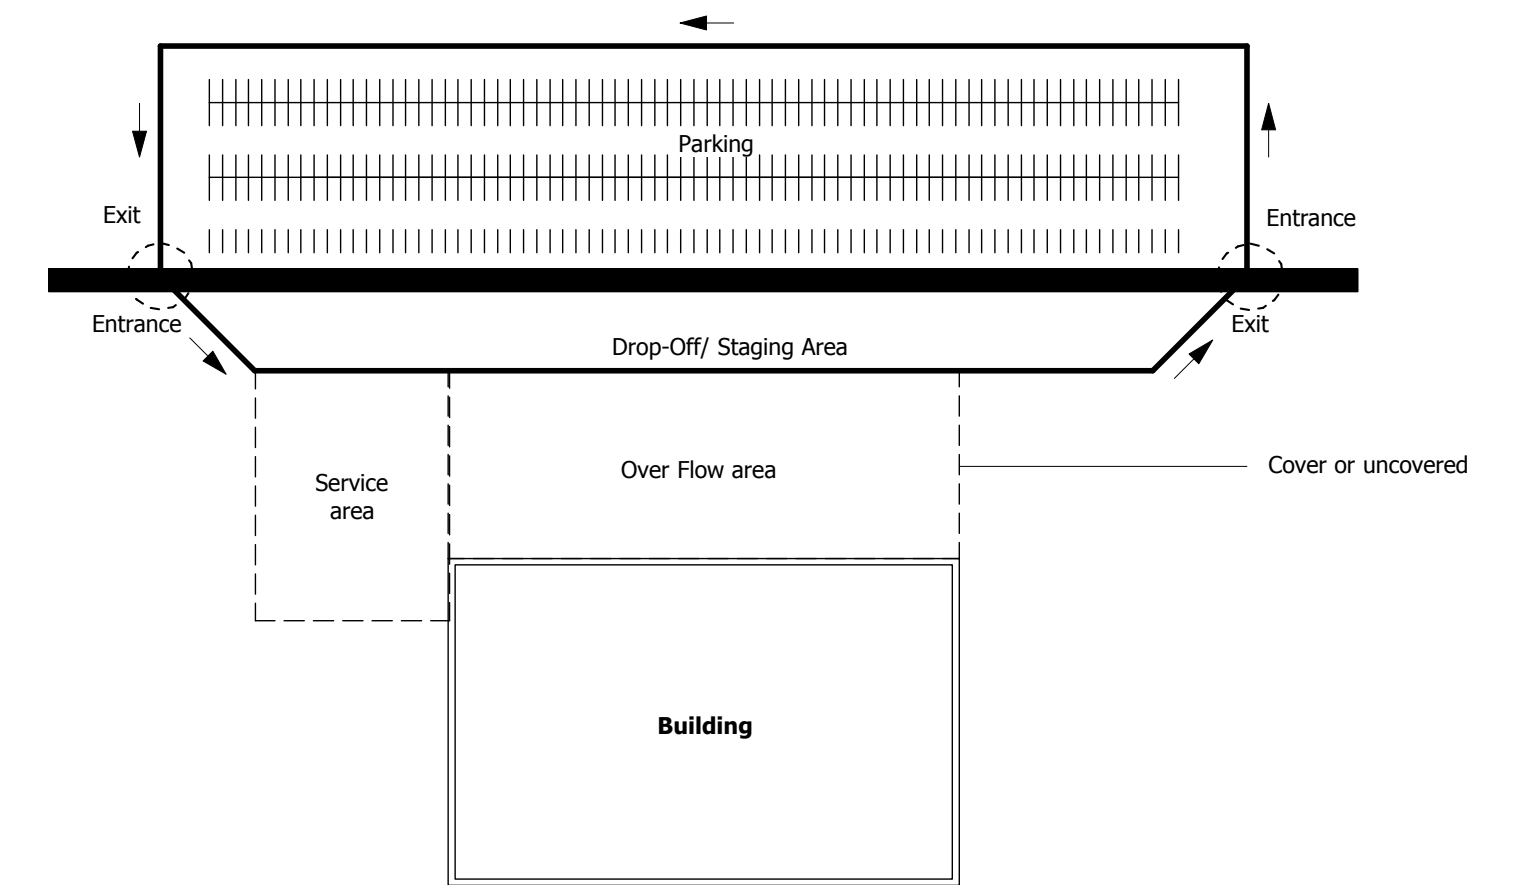 Parking
Exit
Entrance
Entrance
Exit
Drop-Off/ Staging Area
Over Flow area
Cover or uncovered
Service
area
Building